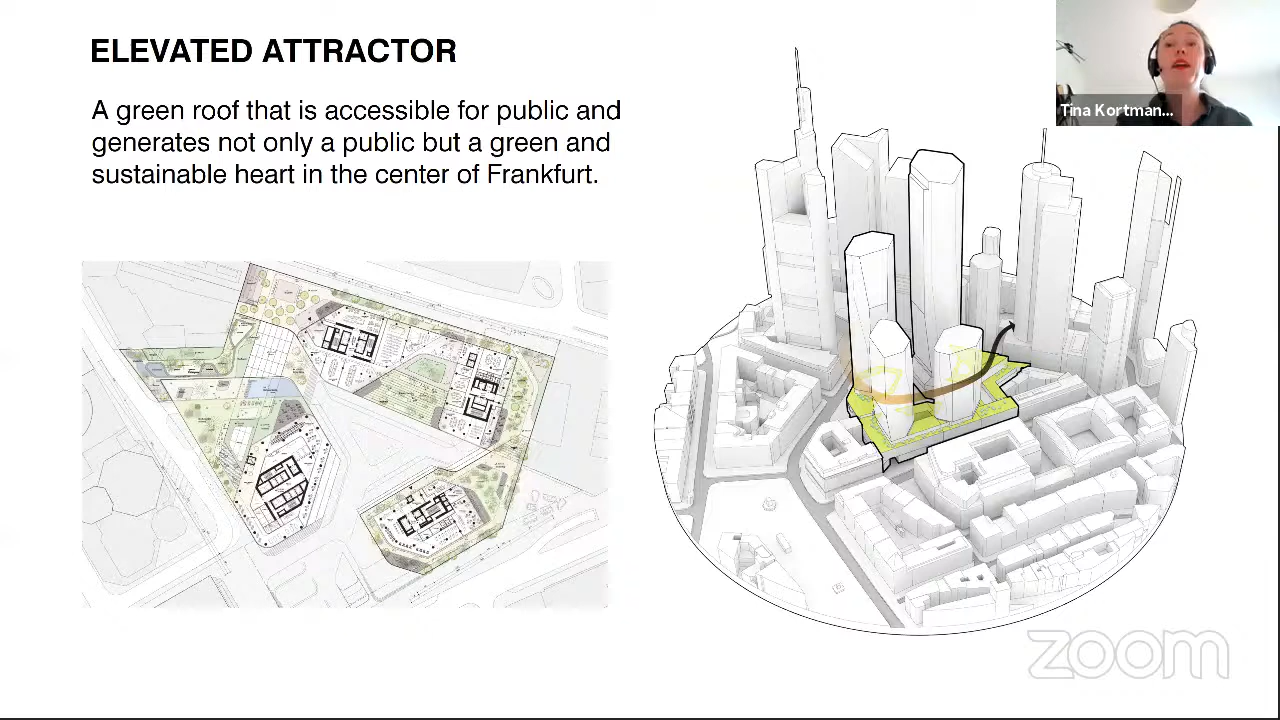 ELEVATED ATTRACTOR
A green roof that is accessible for public and
generates not only a public but a green and
sustainable heart in the center of Frankfurt.
Tina Kortman...
zoom